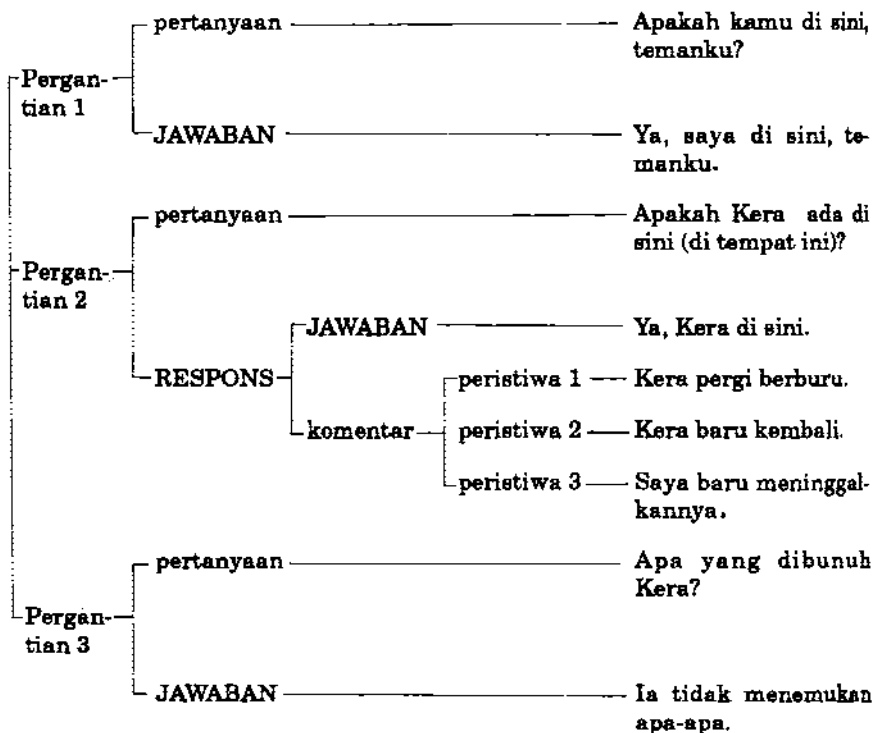 pertanyaan
Apakah kamu di sini,
temanku?
Pergan-
tian 1
JAWABAN
Ya, saya di sini, te-
manku.
pertanyaan
Apakah Kera ada di
sini (di tempat ini)?
Pergan-
tian 2
JAWABAN
Ya, Kera di sini.
RESPONS
peristiwa 1
Kera pergi berburu.
komentar
peristiwa 2
Kera baru kembali.
peristiwa 3
Saya baru meninggal-
kannya.
pertanyaan
Apa yang dibunuh
Kera?
Pergan-
tian 3
JAWABAN
Ia tidak menemukan
apa-apa.